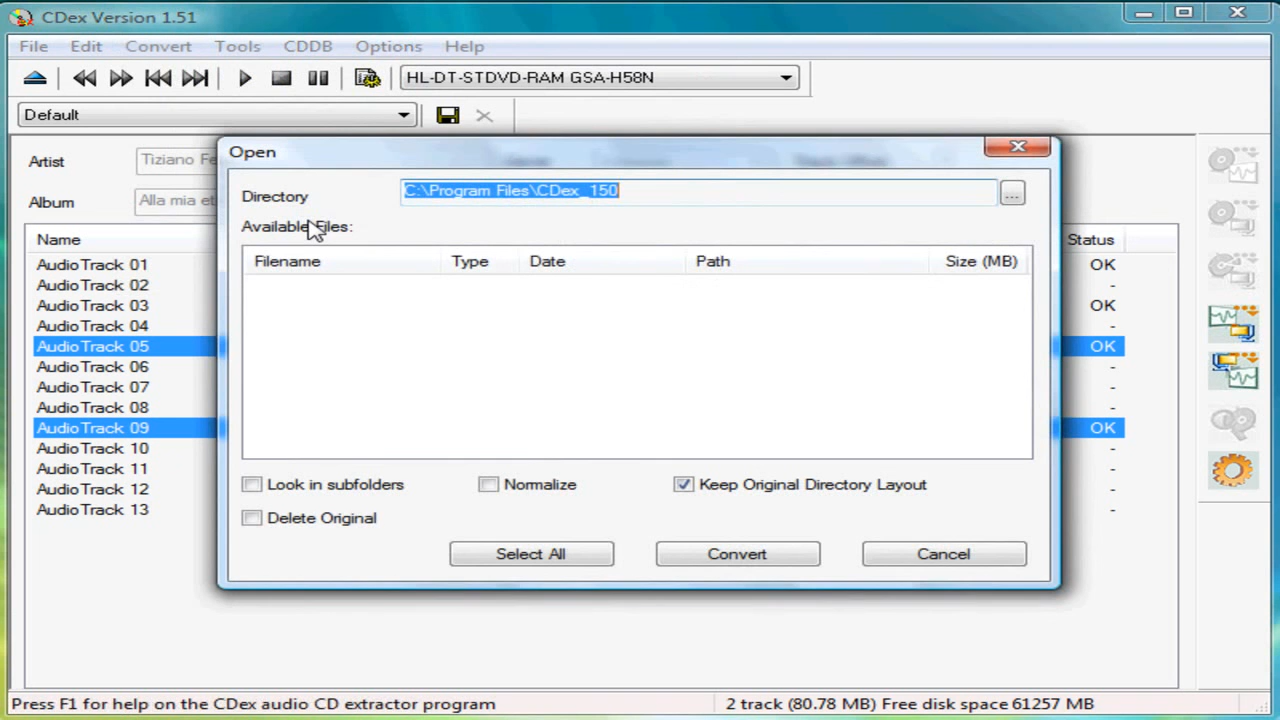 CDex Version 1.51
File Edit Convert Tools CDDB Options Help
HL-DT-STDVD-RAM GSA-H58N
Default
Artist Tiziano Fe
Album Alla mia et
Open
Directory C:\Program Files\CDex_150 ...
Available Files:
Filename Type Date Path Size (MB)
Name Status
AudioTrack 01 OK
AudioTrack 02 -
AudioTrack 03 OK
AudioTrack 04 -
AudioTrack 05 OK
AudioTrack 06 -
AudioTrack 07 -
AudioTrack 08 -
AudioTrack 09 OK
AudioTrack 10 -
AudioTrack 11 -
AudioTrack 12 -
AudioTrack 13 -
Look in subfolders Normalize Keep Original Directory Layout
Delete Original
Select All Convert Cancel
Press F1 for help on the CDex audio CD extractor program 2 track (80.78 MB) Free disk space 61257 MB